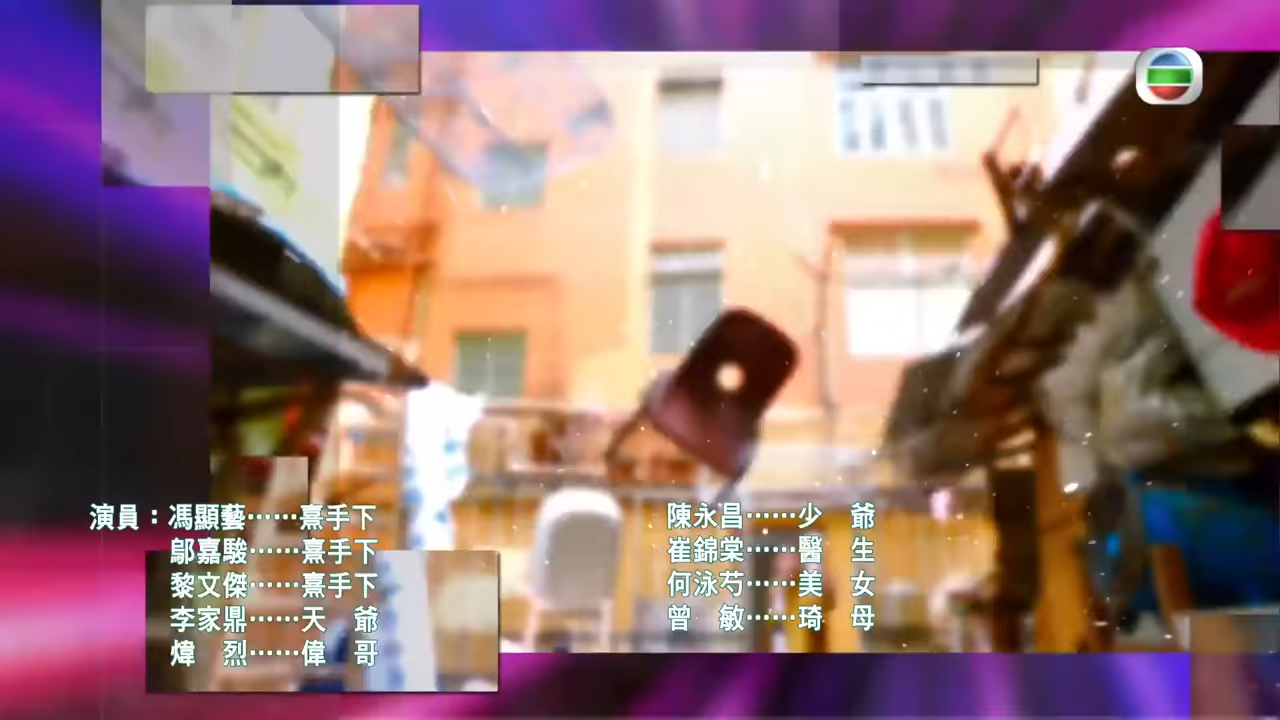 演員：馮顯藝……熹手下
鄔嘉駿……熹手下
黎文傑……熹手下
李家鼎……天　爺
煒　烈……偉　哥
陳永昌……少　爺
崔錦棠……醫　生
何泳芍……美　女
曾　敏……琦　母